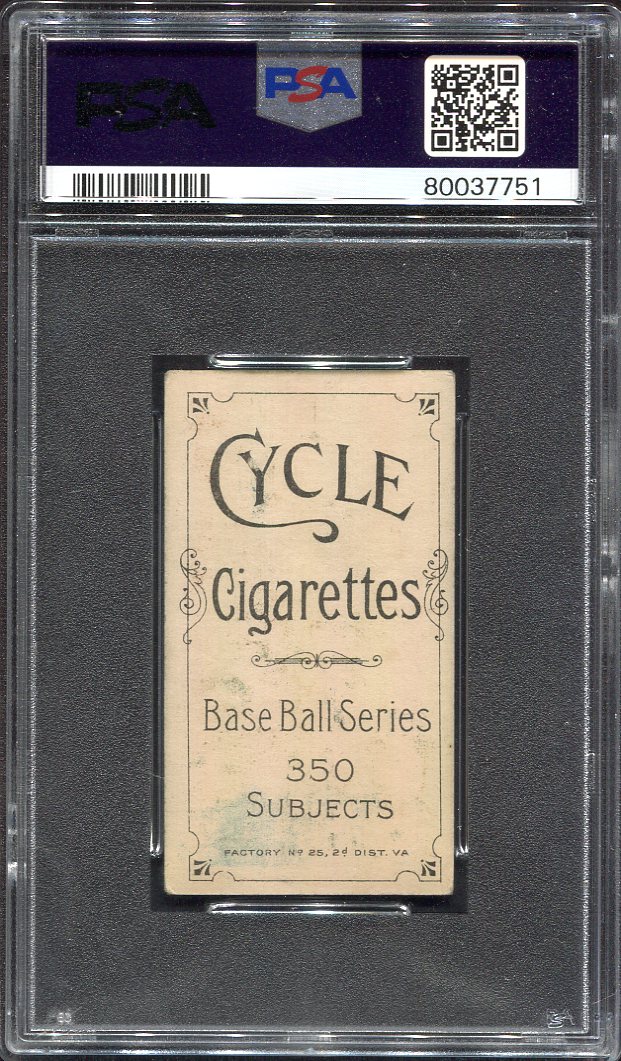 PSA
PSA
80037751
CYCLE
Cigarettes
Base Ball Series
350
SUBJECTS
FACTORY Nº 25, 2d DIST. VA